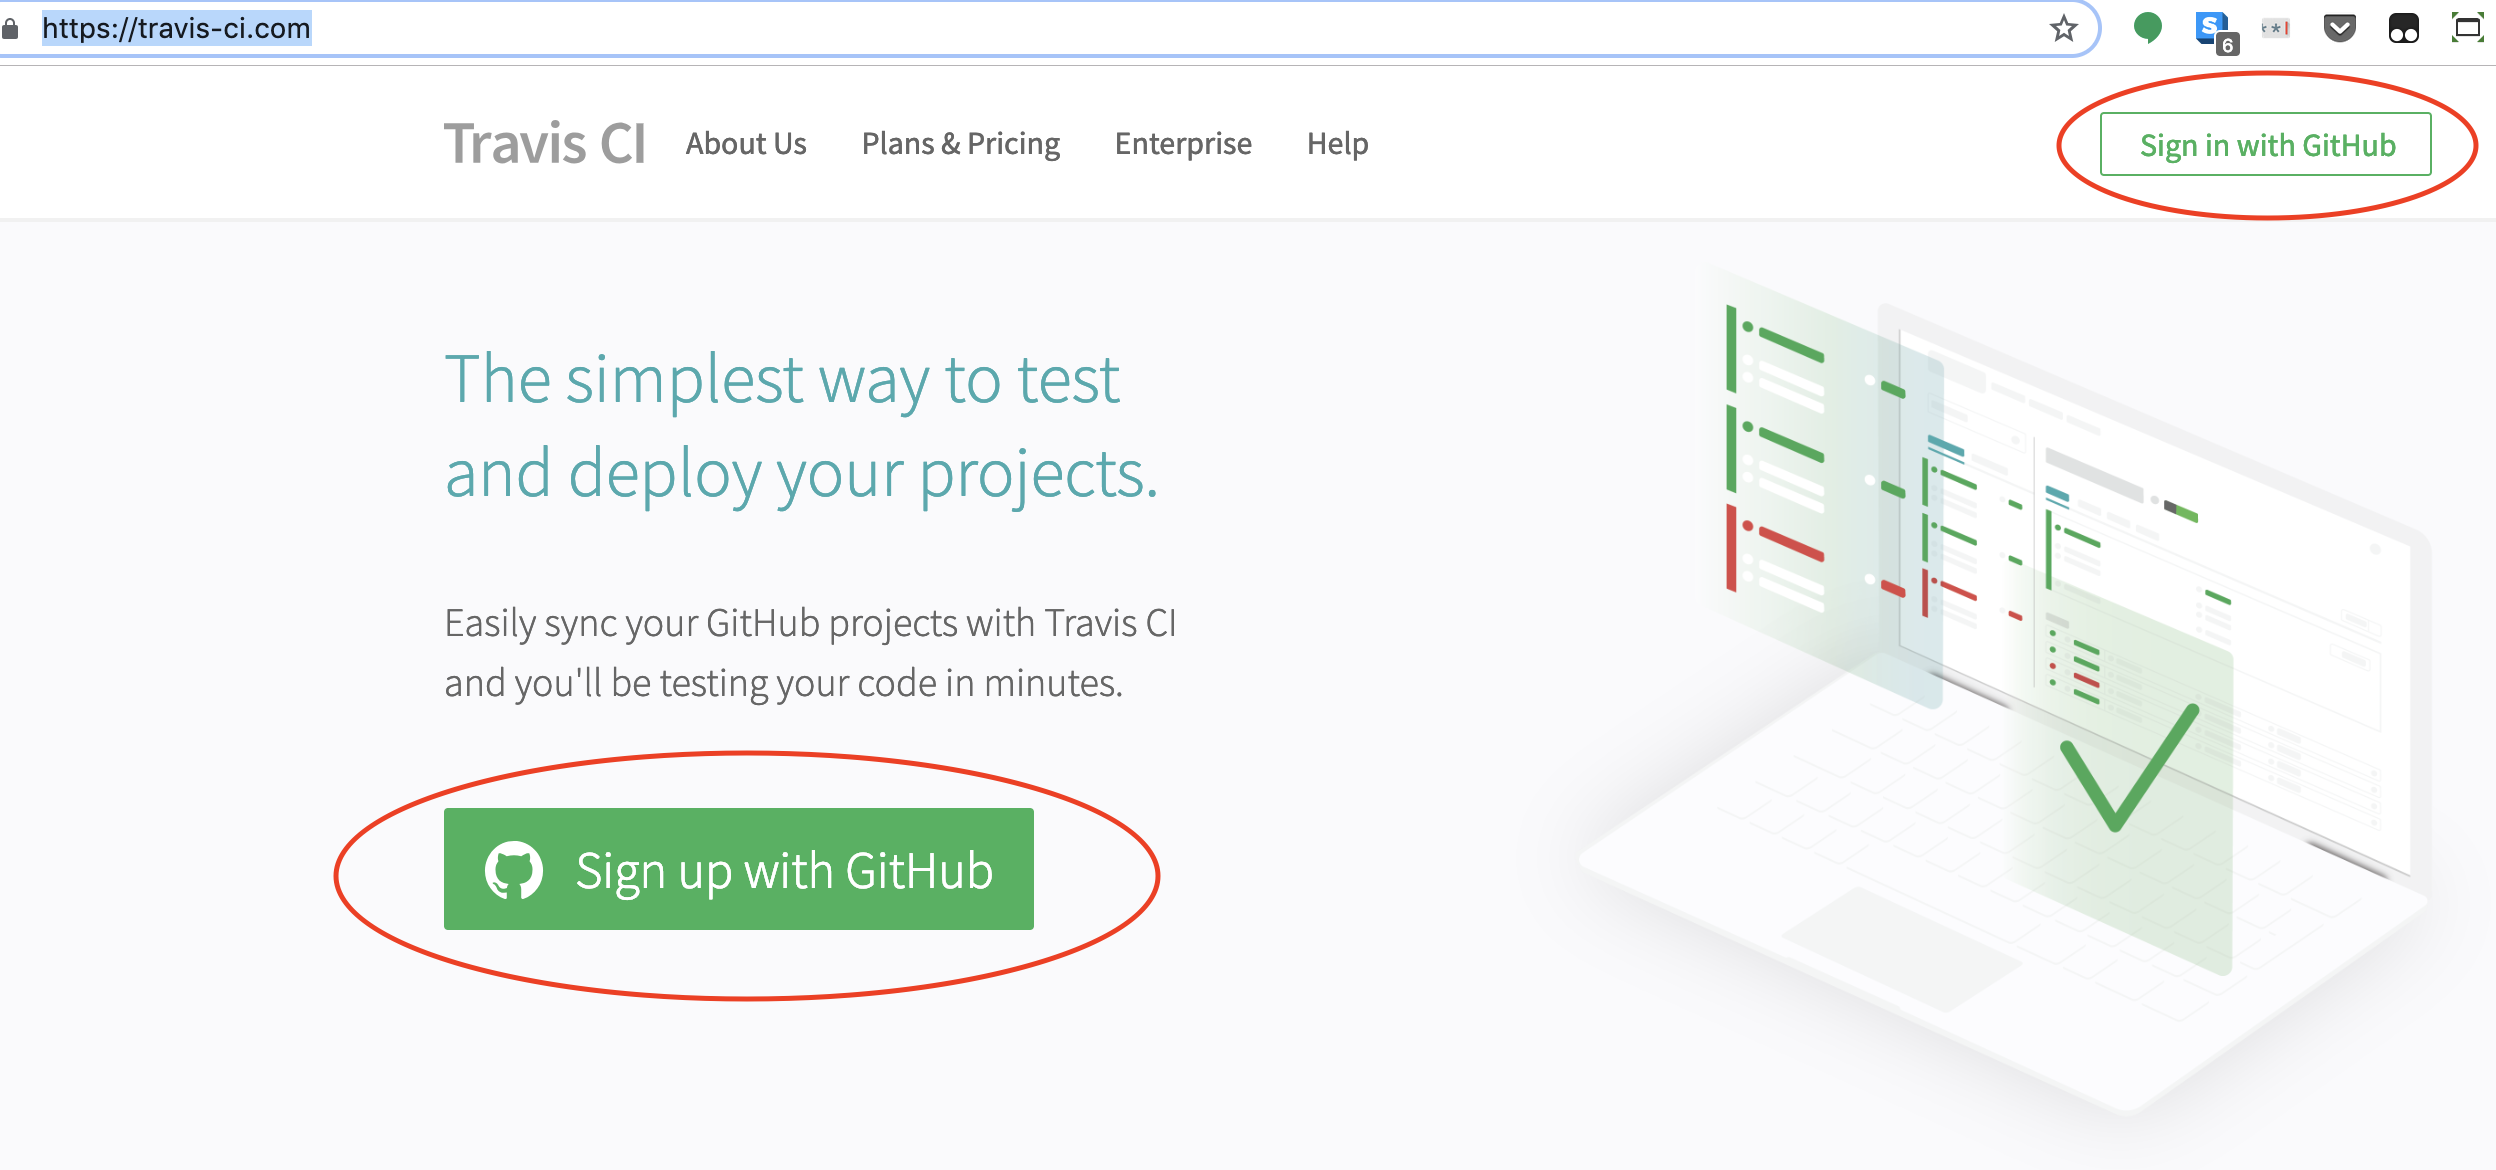 https://travis-ci.com
S
6
**|
Travis CI About Us Plans & Pricing Enterprise Help Sign in with GitHub
The simplest way to test
and deploy your projects.
Easily sync your GitHub projects with Travis CI
and you'll be testing your code in minutes.
Sign up with GitHub